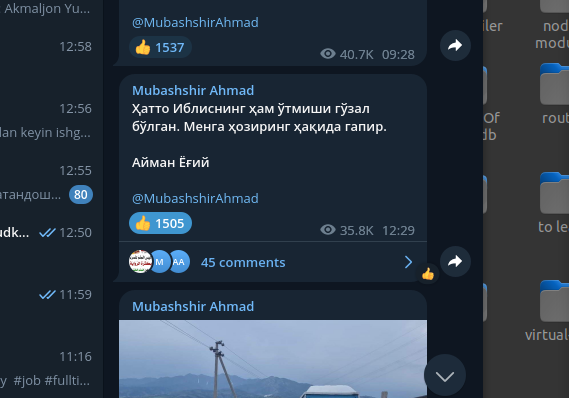 Akmaljon Yu...
12:58
12:56
lan keyin ishg...
12:55
атандош...
80
udk...
12:50
11:59
11:16
y #job #fullti...
@MubashshirAhmad
1537
40.7K 09:28
Mubashshir Ahmad
Ҳатто Иблиснинг ҳам ўтмиши гўзал
бўлган. Менга ҳозиринг ҳақида гапир.
Айман Ёғий
@MubashshirAhmad
1505
35.8K 12:29
M
AA
45 comments
Mubashshir Ahmad
iler
nod
modu
Of
db
rout
to le
virtual